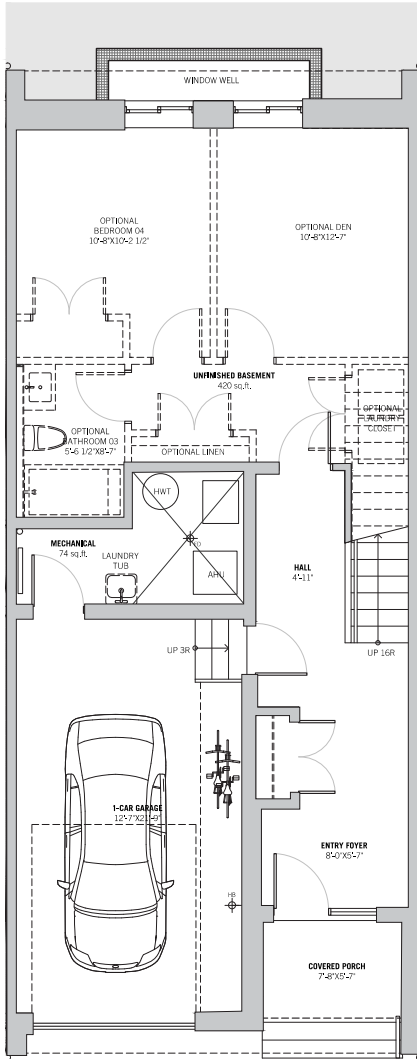 WINDOW WELL
OPTIONAL
BEDROOM 04
10'-8"X10'-2 1/2"
OPTIONAL DEN
10'-8"X12'-7"
UNFINISHED BASEMENT
420 sq.ft.
OPTIONAL
LAUNDRY
CLOSET
OPTIONAL
BATHROOM 03
5'-6 1/2"X8'-7"
OPTIONAL LINEN
HWT
MECHANICAL
74 sq.ft.
LAUNDRY
TUB
FD
AHU
HALL
4'-11"
UP 3R
UP 16R
1-CAR GARAGE
12'-7"X21'-9"
ENTRY FOYER
8'-0"X5'-7"
HB
COVERED PORCH
7'-8"X5'-7"